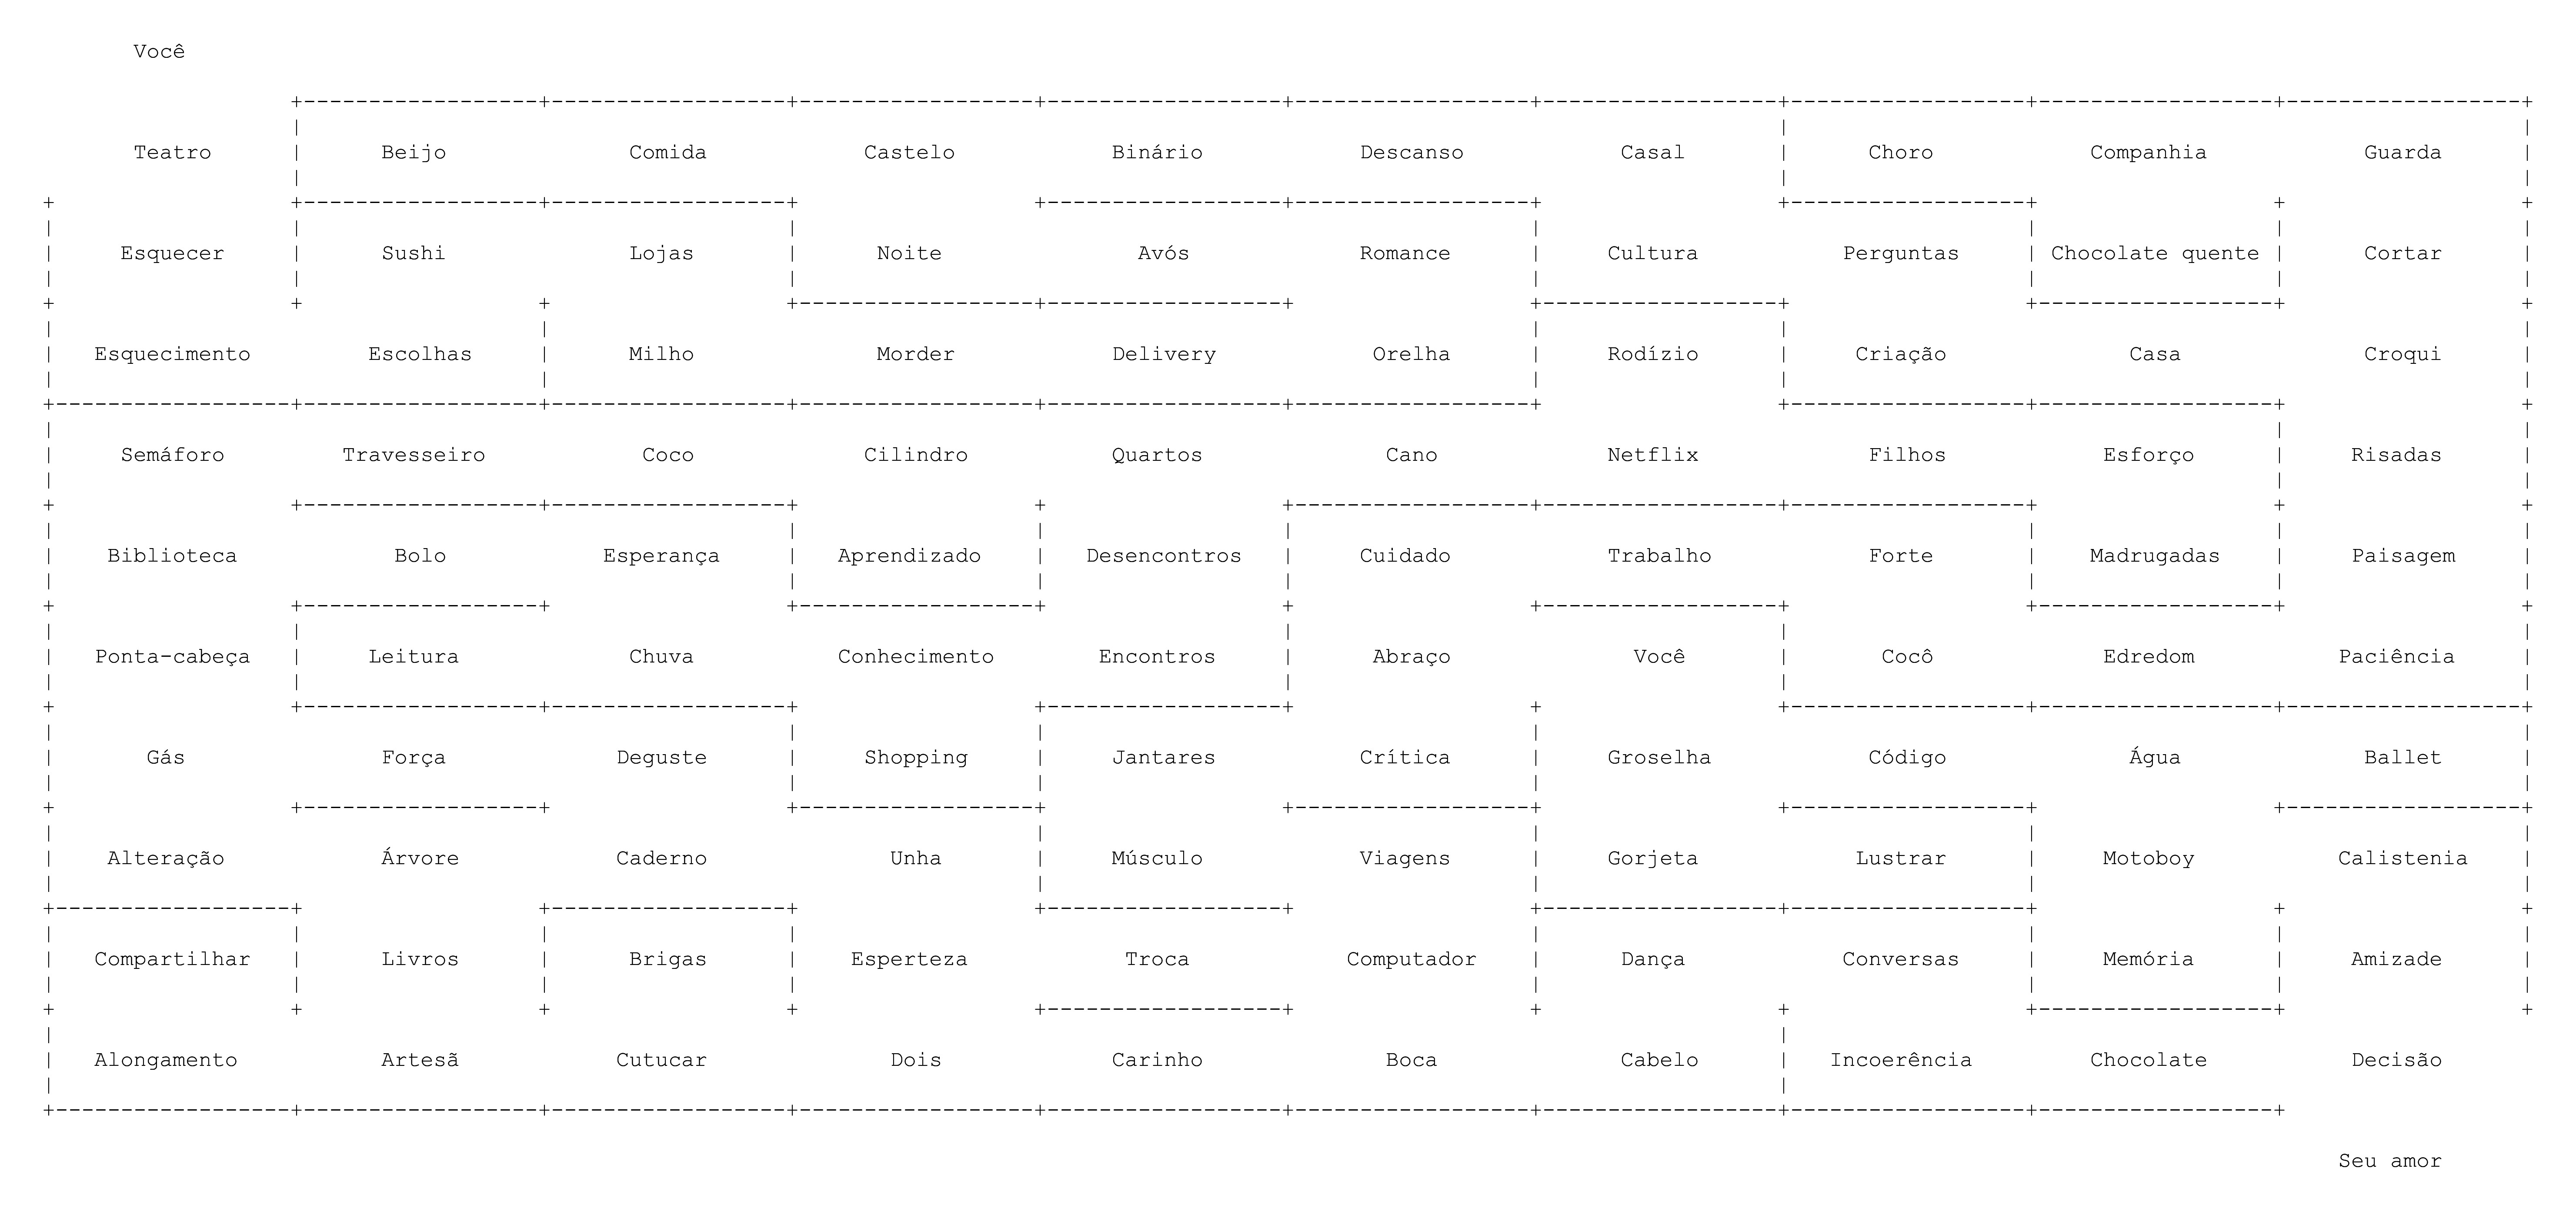 Você
Teatro Beijo Comida Castelo Binário Descanso Casal Choro Companhia Guarda
Esquecer Sushi Lojas Noite Avós Romance Cultura Perguntas Chocolate quente Cortar
Esquecimento Escolhas Milho Morder Delivery Orelha Rodízio Criação Casa Croqui
Semáforo Travesseiro Coco Cilindro Quartos Cano Netflix Filhos Esforço Risadas
Biblioteca Bolo Esperança Aprendizado Desencontros Cuidado Trabalho Forte Madrugadas Paisagem
Ponta-cabeça Leitura Chuva Conhecimento Encontros Abraço Você Cocô Edredom Paciência
Gás Força Deguste Shopping Jantares Crítica Groselha Código Água Ballet
Alteração Árvore Caderno Unha Músculo Viagens Gorjeta Lustrar Motoboy Calistenia
Compartilhar Livros Brigas Esperteza Troca Computador Dança Conversas Memória Amizade
Alongamento Artesã Cutucar Dois Carinho Boca Cabelo Incoerência Chocolate Decisão
Seu amor